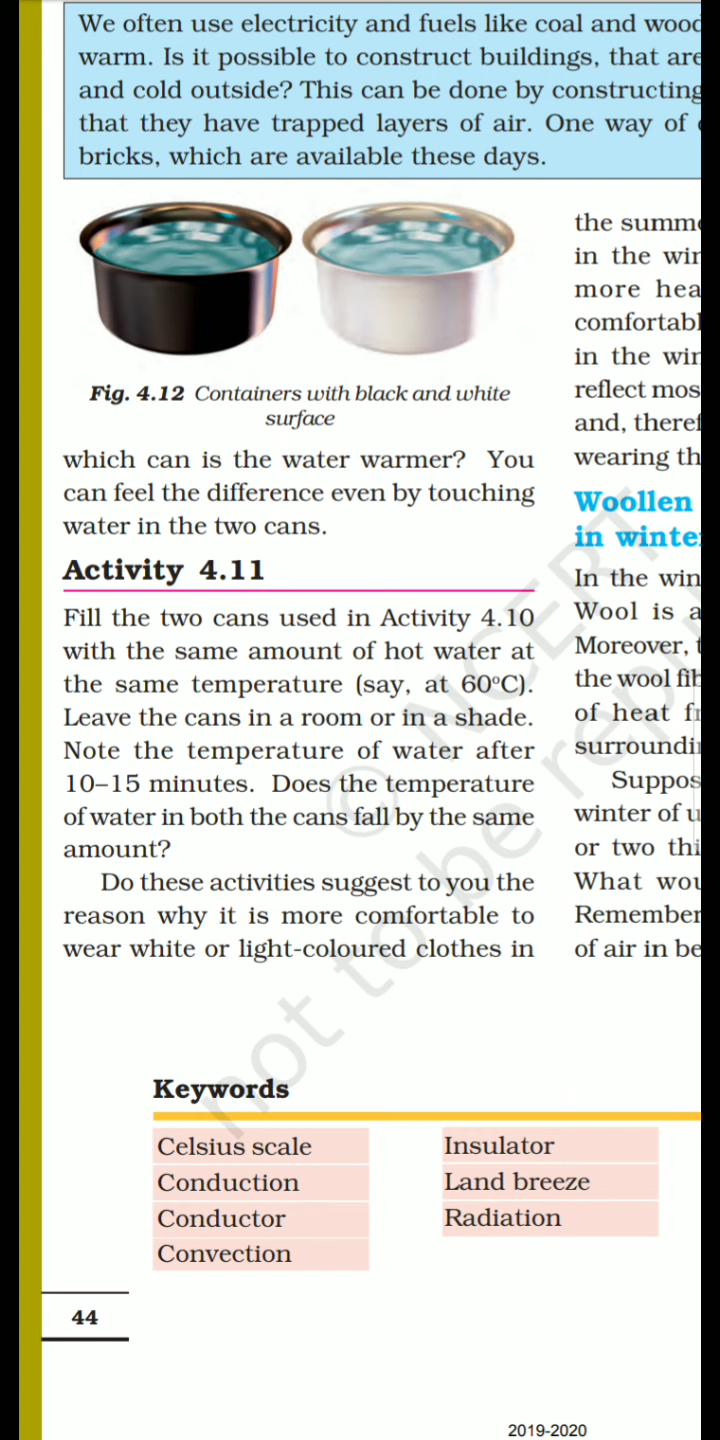 We often use electricity and fuels like coal and wood
warm. Is it possible to construct buildings, that are
and cold outside? This can be done by constructing
that they have trapped layers of air. One way of
bricks, which are available these days.
Fig. 4.12 Containers with black and white
surface
which can is the water warmer? You
can feel the difference even by touching
water in the two cans.
Activity 4.11
Fill the two cans used in Activity 4.10
with the same amount of hot water at
the same temperature (say, at 60°C).
Leave the cans in a room or in a shade.
Note the temperature of water after
10–15 minutes. Does the temperature
of water in both the cans fall by the same
amount?
Do these activities suggest to you the
reason why it is more comfortable to
wear white or light-coloured clothes in
the summe
in the win
more hea
comfortabl
in the win
reflect mos
and, theref
wearing th
Woollen
in winter
In the win
Wool is a
Moreover, t
the wool fib
of heat fr
surroundin
Suppos
winter of u
or two thi
What wou
Remember
of air in be
© NCERT
not to be repu
Keywords
Celsius scale
Conduction
Conductor
Convection
Insulator
Land breeze
Radiation
44
2019-2020